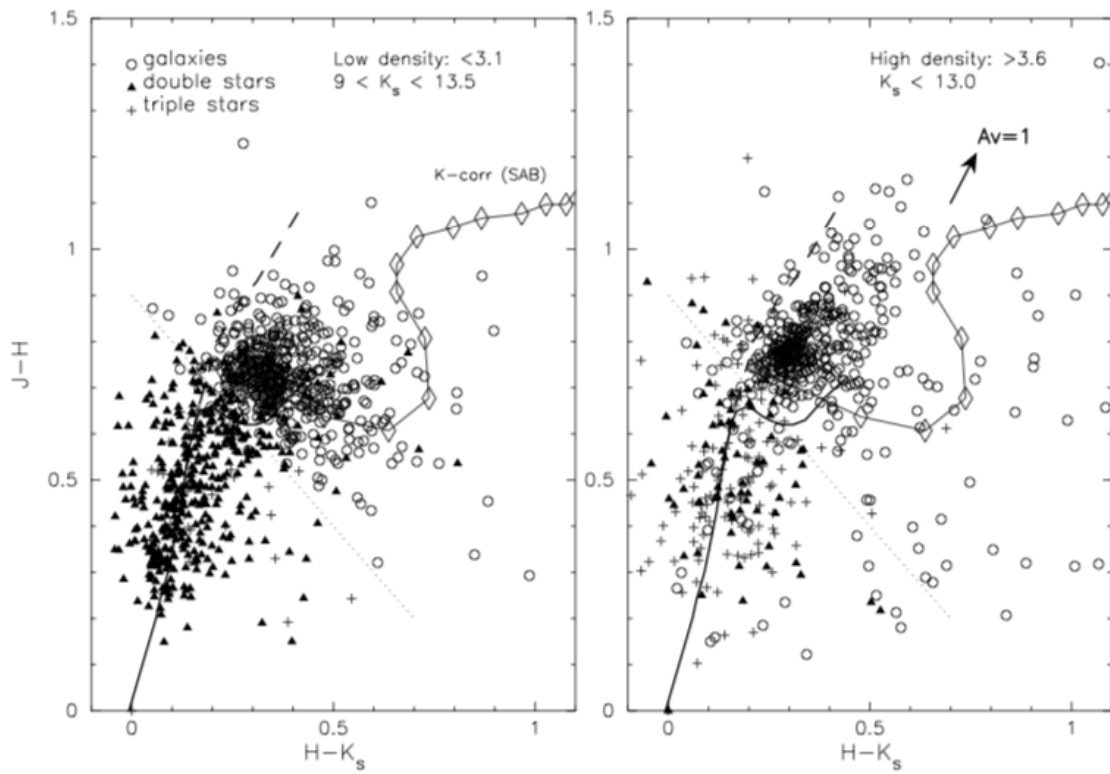 1.5
galaxies
double stars
triple stars
Low density: <3.1
9 < Ks < 13.5
K-corr (SAB)
1
0.5
0
J-H
0
0.5
1
H-Ks
1.5
High density: >3.6
Ks < 13.0
Av=1
1
0.5
0
0
0.5
1
H-Ks